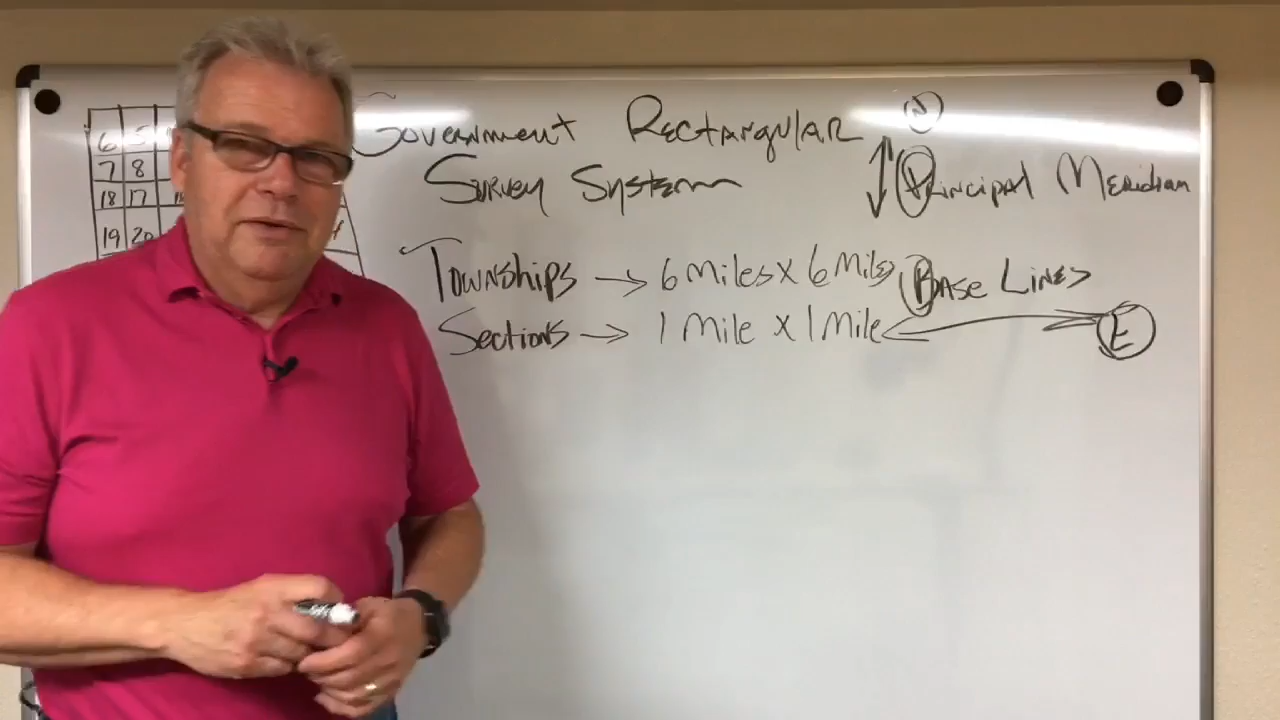 Government Rectangular
Survey System
Townships → 6 Miles x 6 Miles
Sections → 1 Mile x 1 Mile
N
Principal Meridian
Base Lines
E
6 5
7 8
18 17
19 20